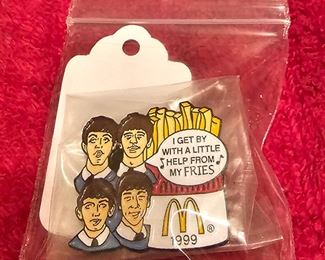 I GET BY
WITH A LITTLE
HELP FROM
MY FRIES
M
®
1999